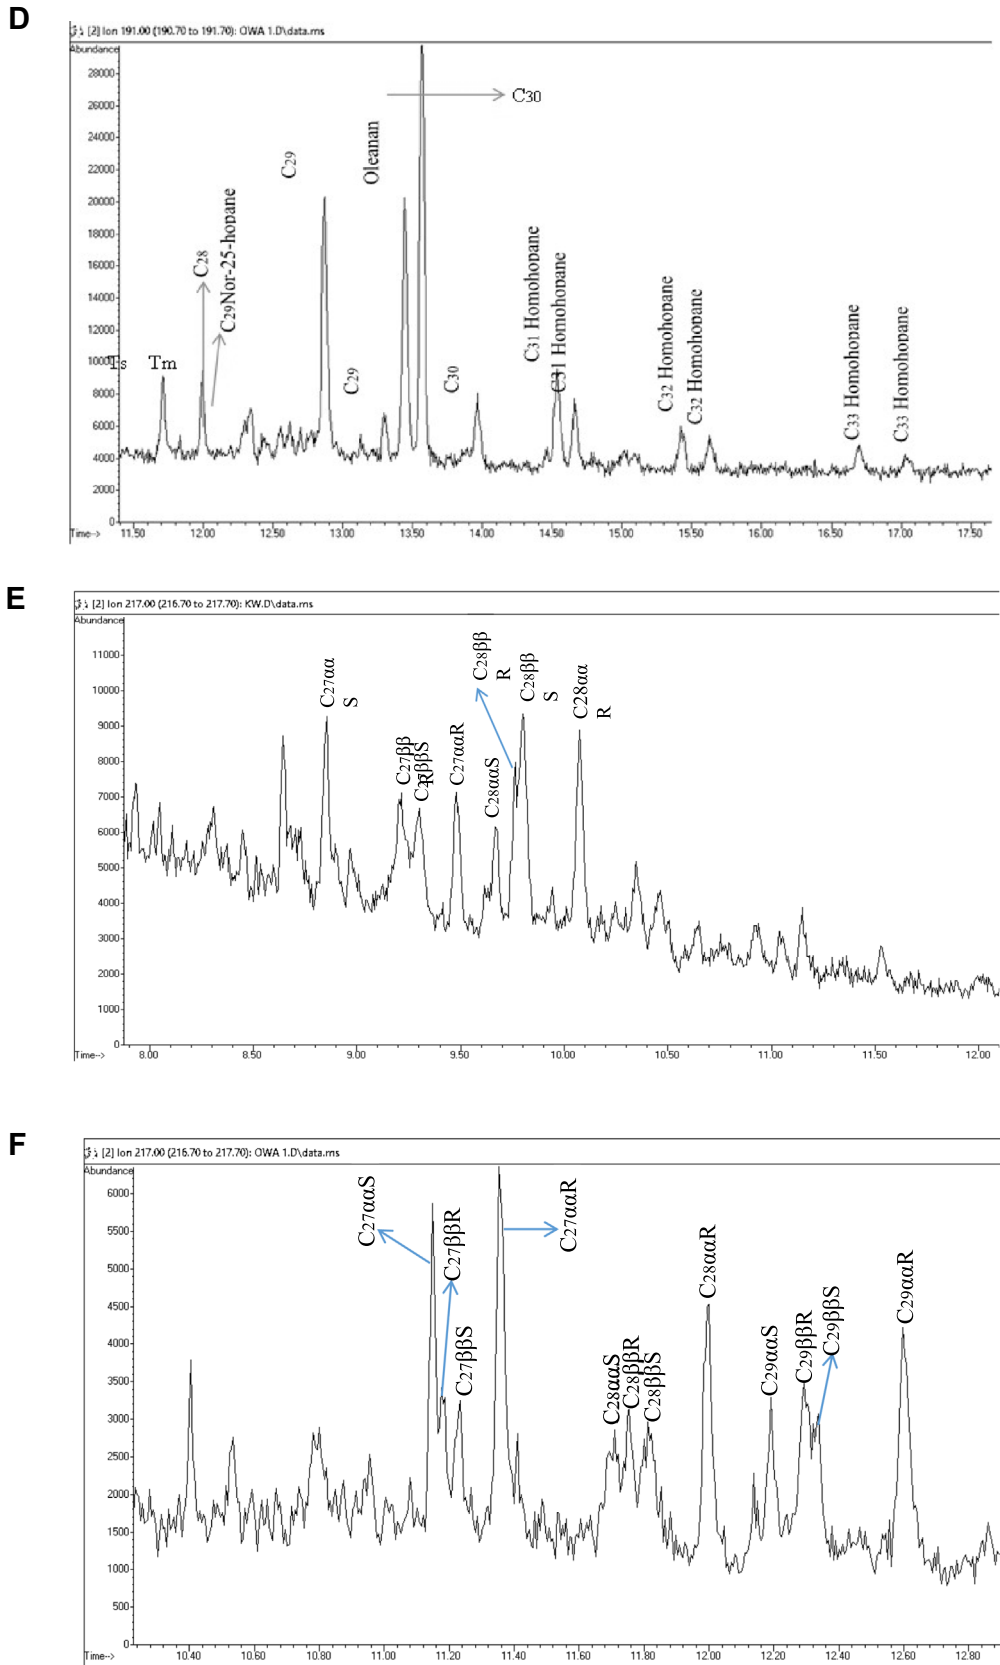 D
[2] Ion 191.00 (190.70 to 191.70): OWA 1.D\data.ms
Abundance
28000
26000
24000
22000
20000
18000
16000
14000
12000
10000
8000
6000
4000
2000
0
Ts
Tm
C28
C29Nor-25-hopane
C29
C29
Oleanan
C30
C30
C31 Homohopane
C31 Homohopane
C32 Homohopane
C32 Homohopane
C33 Homohopane
C33 Homohopane
Time-->
11.50 12.00 12.50 13.00 13.50 14.00 14.50 15.00 15.50 16.00 16.50 17.00 17.50
E
[2] Ion 217.00 (216.70 to 217.70): KW.D\data.ms
Abundance
11000
10000
9000
8000
7000
6000
5000
4000
3000
2000
1000
0
C27αα
S
C27ββ
R
C27ββS
C27ααR
C28ααS
C28ββ
R
C28ββ
S
C28αα
R
Time-->
8.00 8.50 9.00 9.50 10.00 10.50 11.00 11.50 12.00
F
[2] Ion 217.00 (216.70 to 217.70): OWA 1.D\data.ms
Abundance
6000
5500
5000
4500
4000
3500
3000
2500
2000
1500
1000
500
0
C27ααS
C27ββR
C27ββS
C27ααR
C28ααS
C28ββR
C28ββS
C28ααR
C29ααS
C29ββR
C29ββS
C29ααR
Time-->
10.40 10.60 10.80 11.00 11.20 11.40 11.60 11.80 12.00 12.20 12.40 12.60 12.80